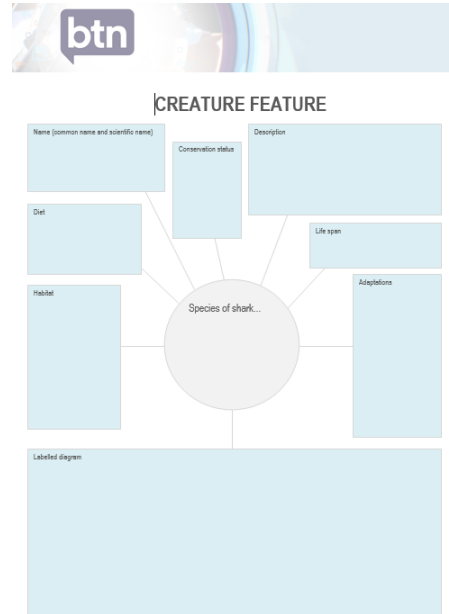 btn
CREATURE FEATURE
Name (common name and scientific name)
Conservation status
Description
Diet
Life span
Habitat
Adaptations
Species of shark...
Labelled diagram